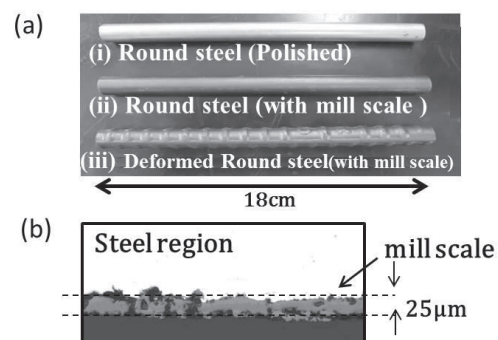 (a)
(i) Round steel (Polished)
(ii) Round steel (with mill scale )
(iii) Deformed Round steel(with mill scale)
18cm
(b)
Steel region
mill scale
25μm